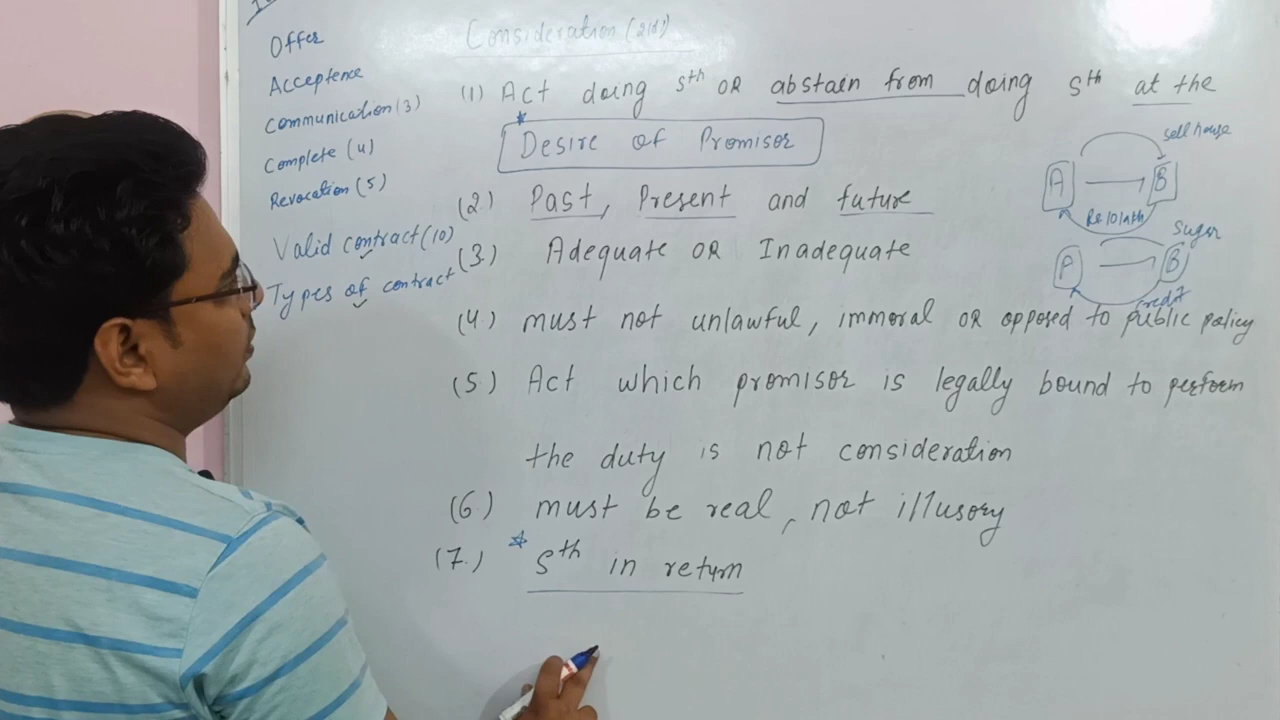 Offer
Acceptence
Communication (3)
Complete (4)
Revocation (5)
Valid contract (10)
Types of contract
Consideration (2(d))
(1) Act doing sth OR abstain from doing sth at the
* Desire of Promisor
(2) Past, Present and future
(3.) Adequate OR Inadequate
(4.) must not unlawful, immoral OR opposed to public policy
(5.) Act which promisor is legally bound to perform
the duty is not consideration
(6) must be real, not illusory
(7.) * Sth in return
sell house
A B
Rs 10 lakh
sugar
A B
credit